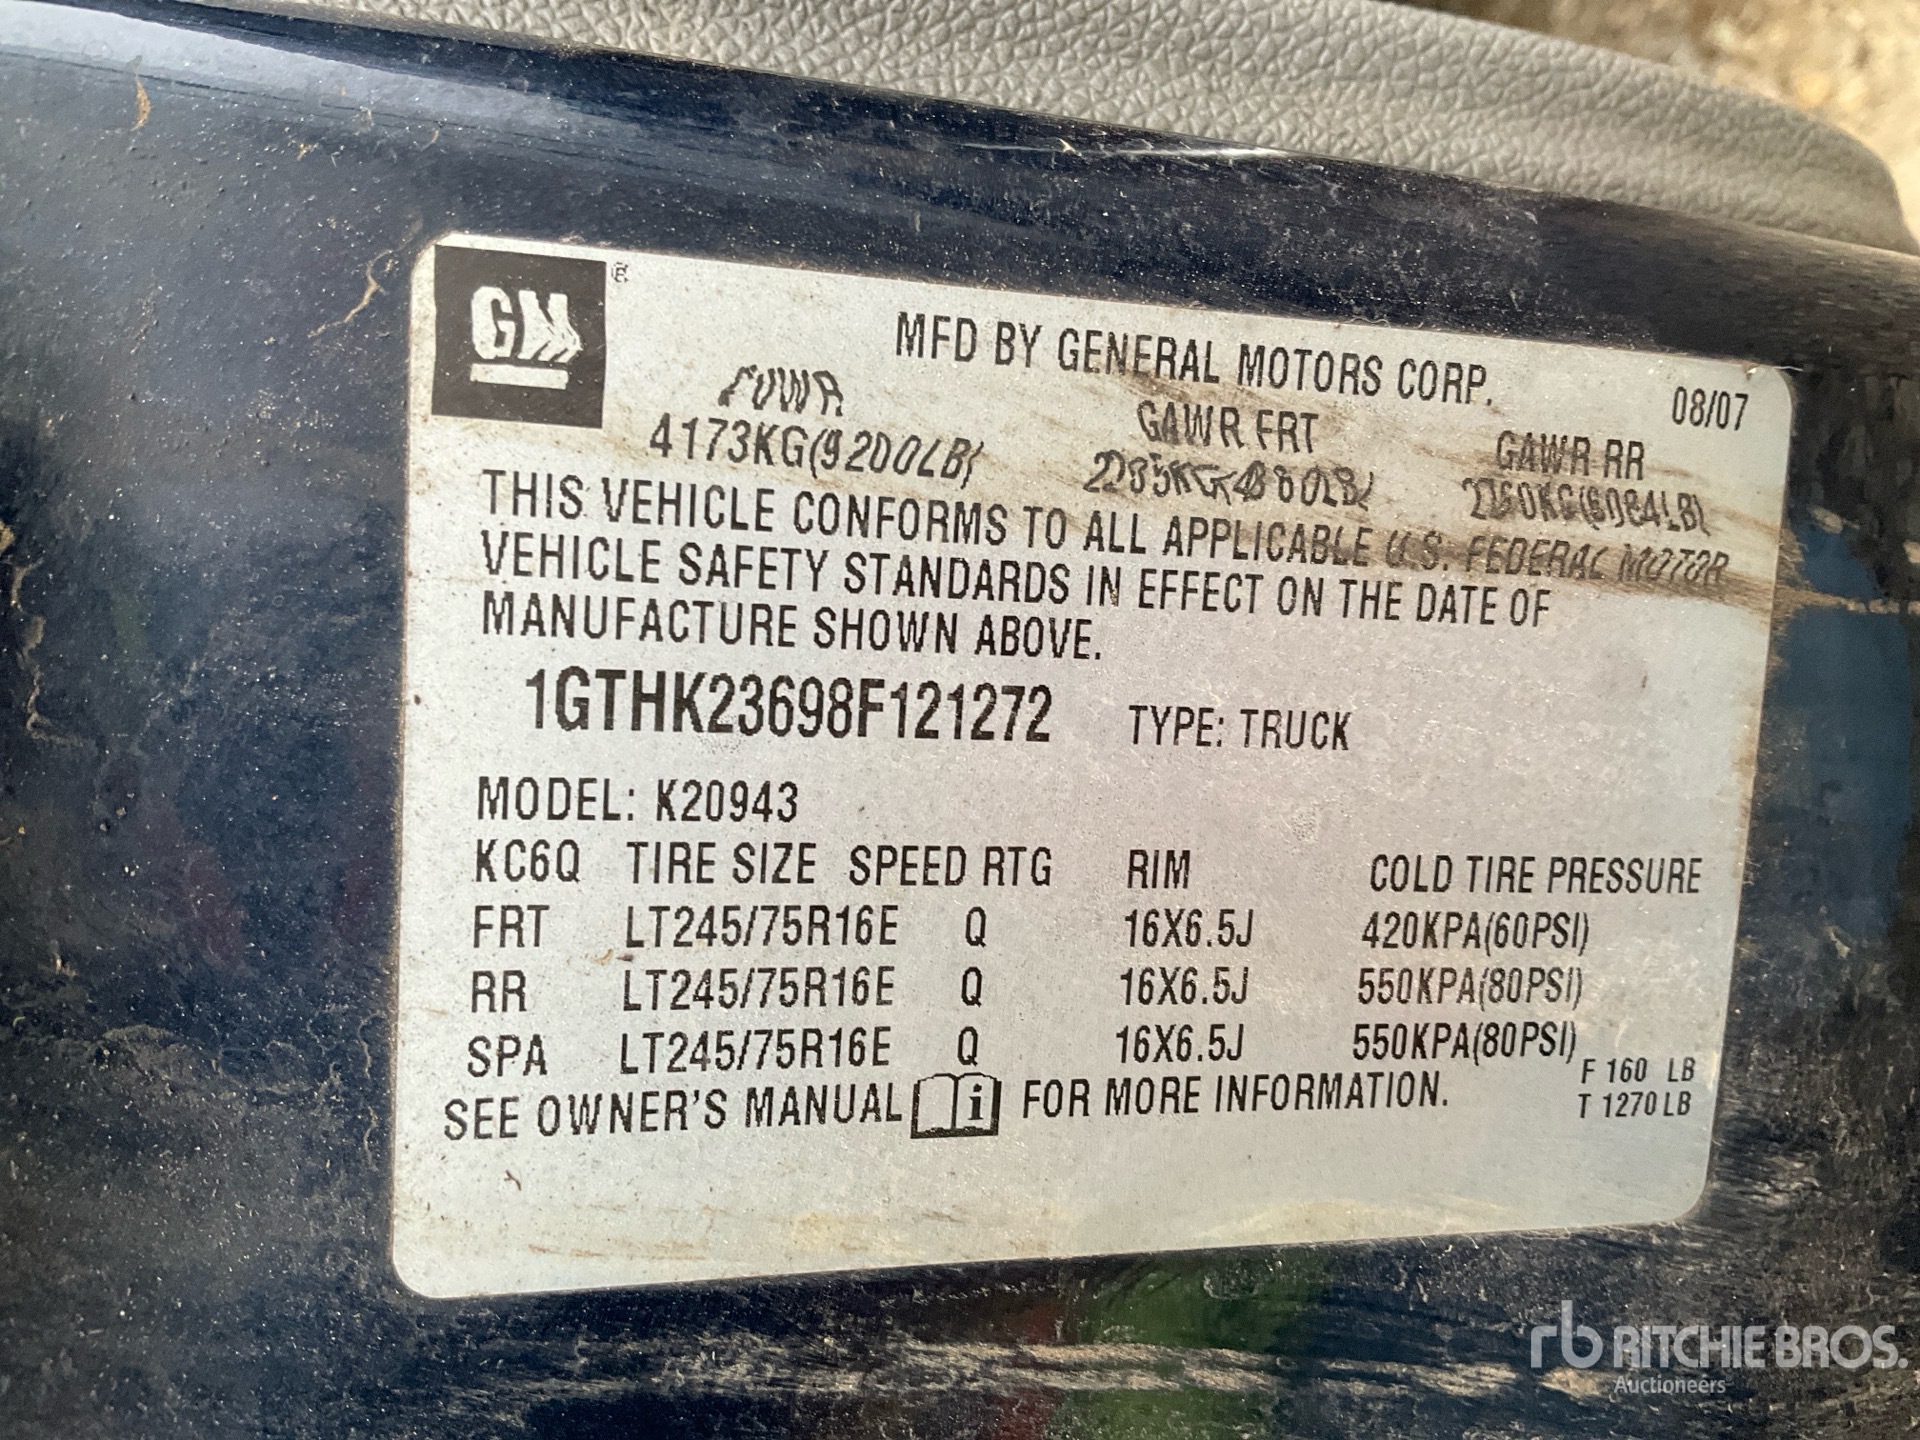 GM
MFD BY GENERAL MOTORS CORP. 08/07
GVWR GAWR FRT GAWR RR
4173KG(9200LB)
THIS VEHICLE CONFORMS TO ALL APPLICABLE U.S. FEDERAL MOTOR
VEHICLE SAFETY STANDARDS IN EFFECT ON THE DATE OF
MANUFACTURE SHOWN ABOVE.
1GTHK23698F121272 TYPE: TRUCK
MODEL: K20943
KC6Q TIRE SIZE SPEED RTG RIM COLD TIRE PRESSURE
FRT LT245/75R16E Q 16X6.5J 420KPA(60PSI)
RR LT245/75R16E Q 16X6.5J 550KPA(80PSI)
SPA LT245/75R16E Q 16X6.5J 550KPA(80PSI)
F 160 LB
SEE OWNER'S MANUAL i FOR MORE INFORMATION. T 1270 LB
rb RITCHIE BROS.
Auctioneers